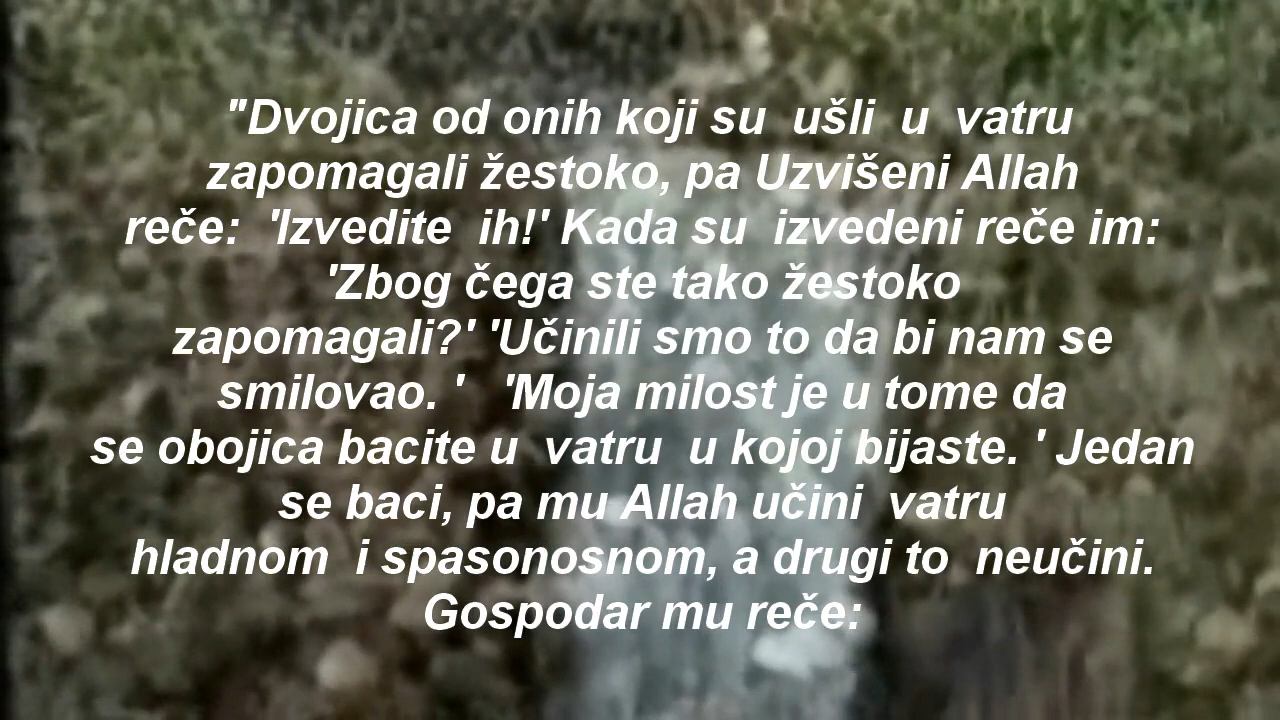 "Dvojica od onih koji su ušli u vatru
zapomagali žestoko, pa Uzvišeni Allah
reče: 'Izvedite ih!' Kada su izvedeni reče im:
'Zbog čega ste tako žestoko
zapomagali?' 'Učinili smo to da bi nam se
smilovao. ' 'Moja milost je u tome da
se obojica bacite u vatru u kojoj bijaste. ' Jedan
se baci, pa mu Allah učini vatru
hladnom i spasonosnom, a drugi to neučini.
Gospodar mu reče: